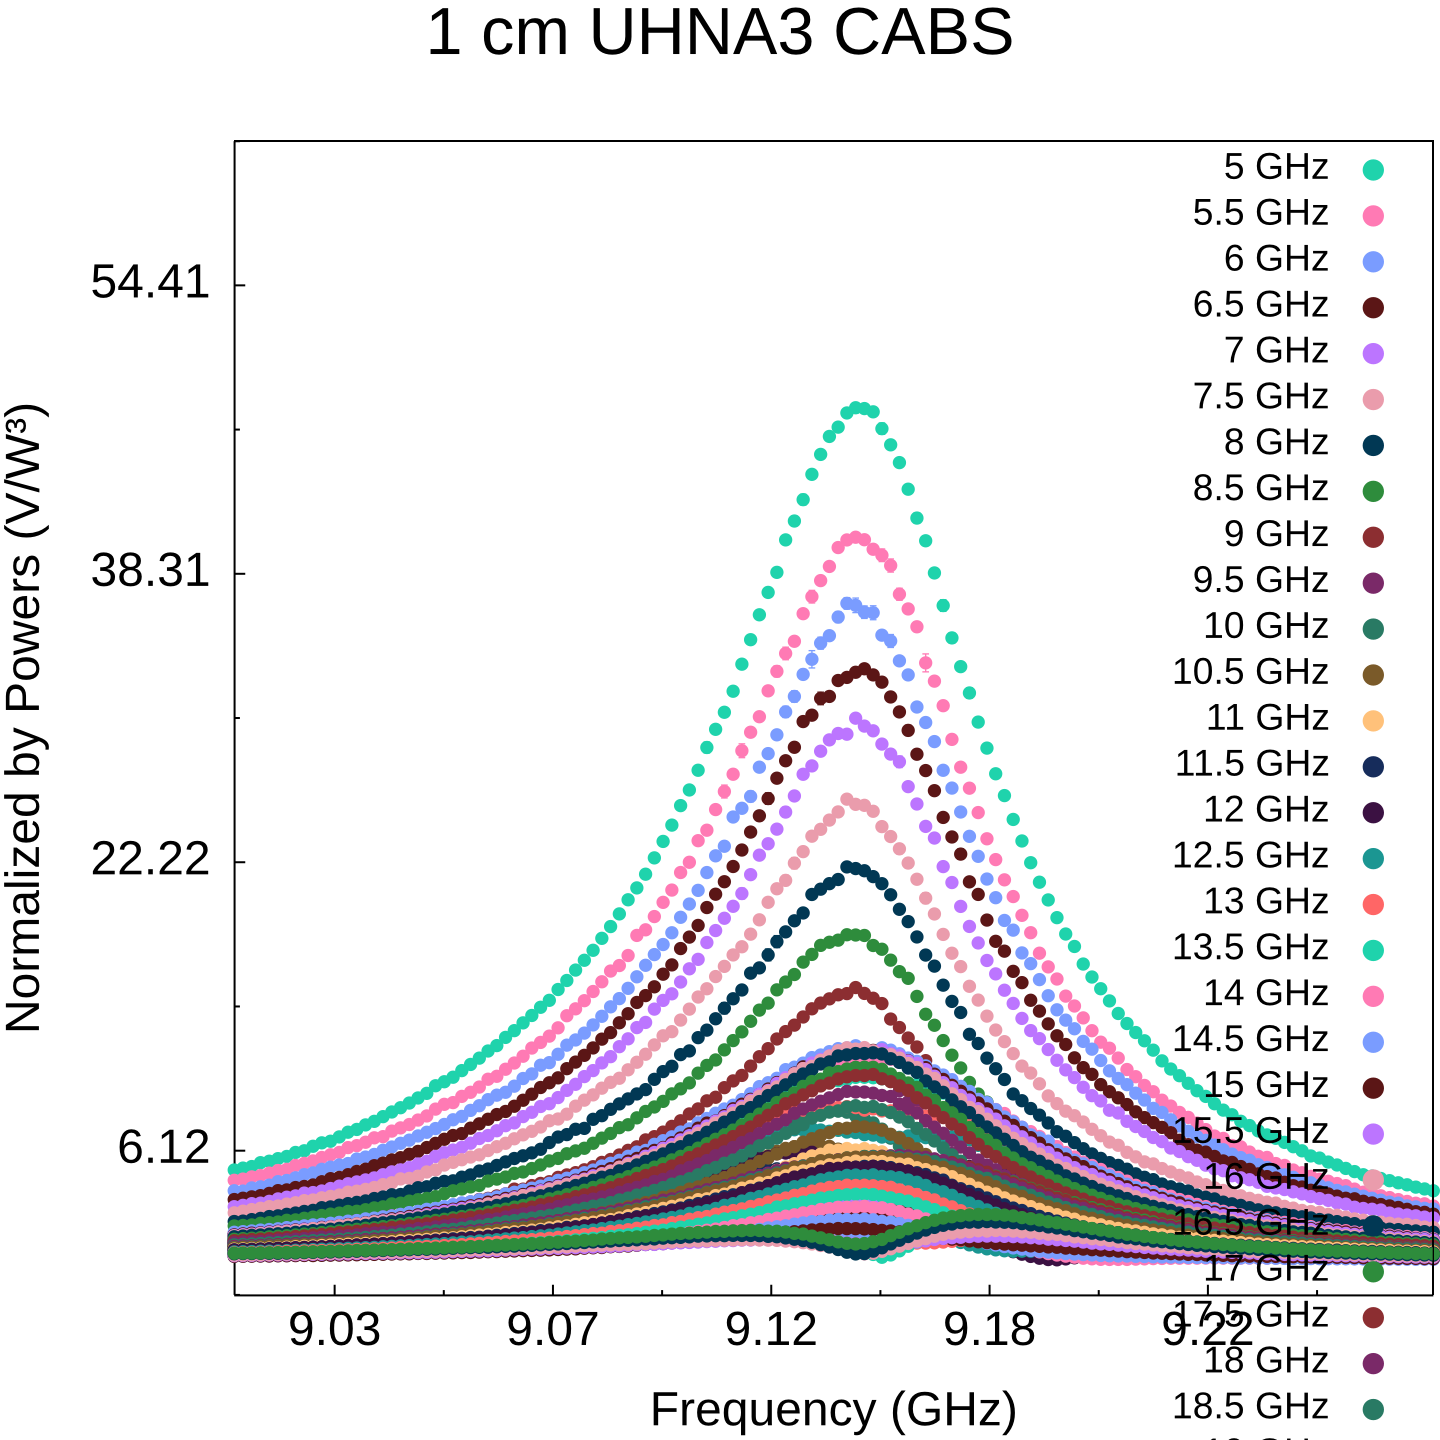 1 cm UHNA3 CABS
Normalized by Powers (V/W³)
54.41
38.31
22.22
6.12
5 GHz
5.5 GHz
6 GHz
6.5 GHz
7 GHz
7.5 GHz
8 GHz
8.5 GHz
9 GHz
9.5 GHz
10 GHz
10.5 GHz
11 GHz
11.5 GHz
12 GHz
12.5 GHz
13 GHz
13.5 GHz
14 GHz
14.5 GHz
15 GHz
15.5 GHz
16 GHz
16.5 GHz
17 GHz
17.5 GHz
18 GHz
18.5 GHz
9.03 9.07 9.12 9.18 9.22
Frequency (GHz)